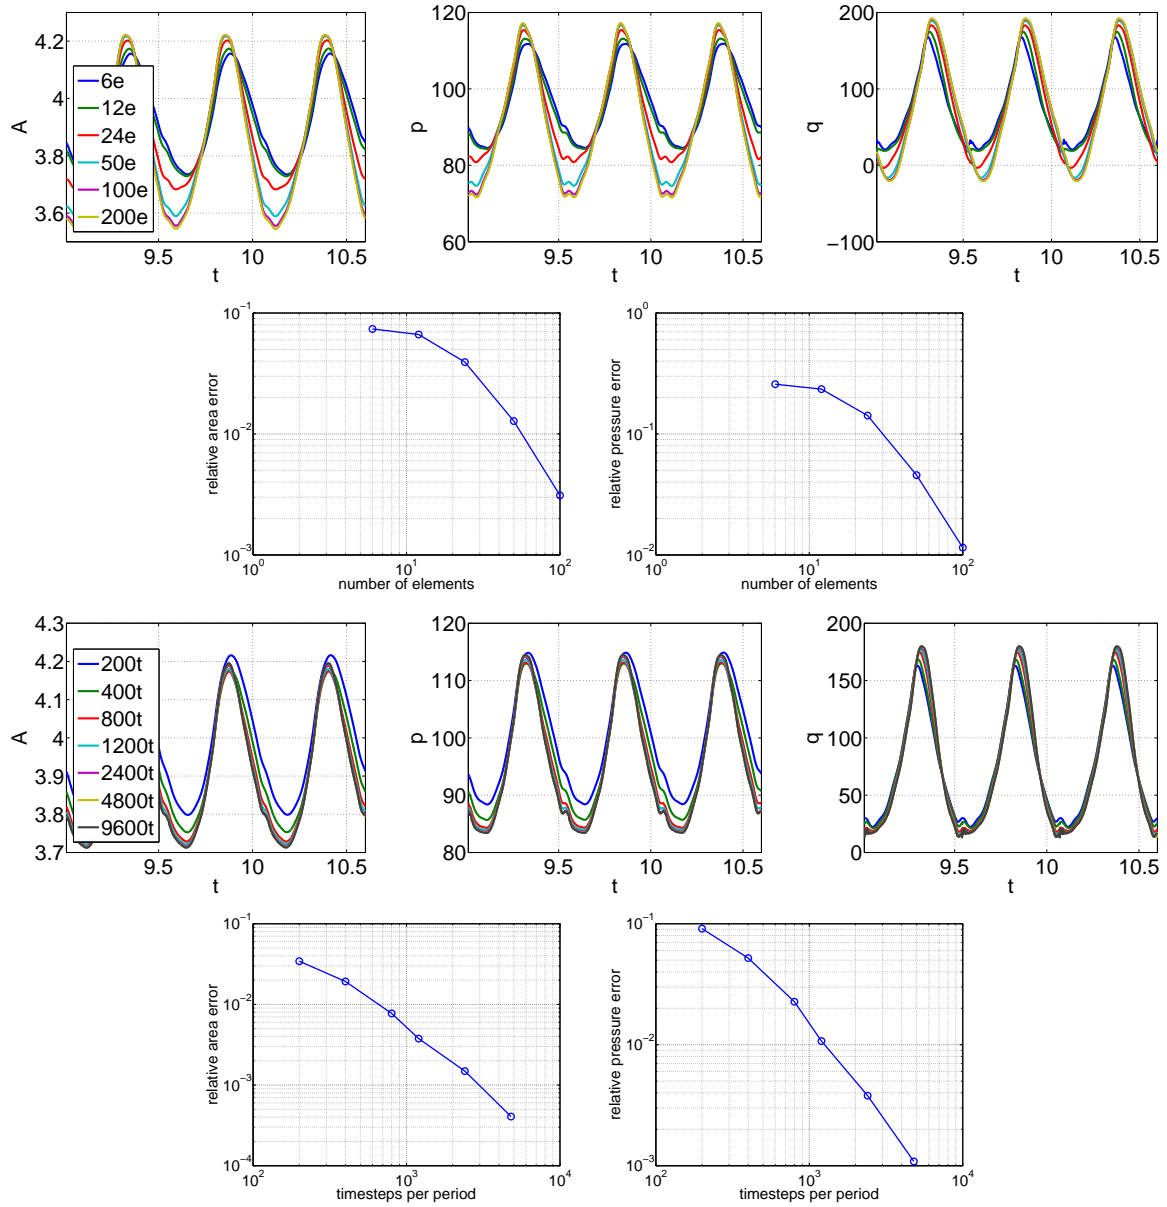 4.2
4
3.8
3.6
A
6e
12e
24e
50e
100e
200e
9.5
10
10.5
t
120
100
80
60
p
9.5
10
10.5
t
200
100
0
−100
q
9.5
10
10.5
t
10^−1
10^−2
10^−3
relative area error
10^0
10^1
10^2
number of elements
10^0
10^−1
10^−2
relative pressure error
10^0
10^1
10^2
number of elements
4.3
4.2
4.1
4
3.9
3.8
3.7
A
200t
400t
800t
1200t
2400t
4800t
9600t
9.5
10
10.5
t
120
110
100
90
80
p
9.5
10
10.5
t
200
150
100
50
0
q
9.5
10
10.5
t
10^−1
10^−2
10^−3
10^−4
relative area error
10^2
10^3
10^4
timesteps per period
10^−1
10^−2
10^−3
relative pressure error
10^2
10^3
10^4
timesteps per period